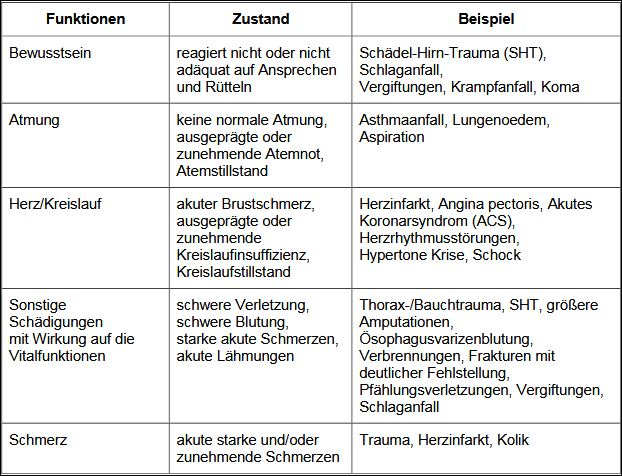 Funktionen
Zustand
Beispiel
Bewusstsein
reagiert nicht oder nicht
adäquat auf Ansprechen
und Rütteln
Schädel-Hirn-Trauma (SHT),
Schlaganfall,
Vergiftungen, Krampfanfall, Koma
Atmung
keine normale Atmung,
ausgeprägte oder
zunehmende Atemnot,
Atemstillstand
Asthmaanfall, Lungenoedem,
Aspiration
Herz/Kreislauf
akuter Brustschmerz,
ausgeprägte oder
zunehmende
Kreislaufinsuffizienz,
Kreislaufstillstand
Herzinfarkt, Angina pectoris, Akutes
Koronarsyndrom (ACS),
Herzrhythmusstörungen,
Hypertone Krise, Schock
Sonstige
Schädigungen
mit Wirkung auf die
Vitalfunktionen
schwere Verletzung,
schwere Blutung,
starke akute Schmerzen,
akute Lähmungen
Thorax-/Bauchtrauma, SHT, größere
Amputationen,
Ösophagusvarizenblutung,
Verbrennungen, Frakturen mit
deutlicher Fehlstellung,
Pfählungsverletzungen, Vergiftungen,
Schlaganfall
Schmerz
akute starke und/oder
zunehmende Schmerzen
Trauma, Herzinfarkt, Kolik